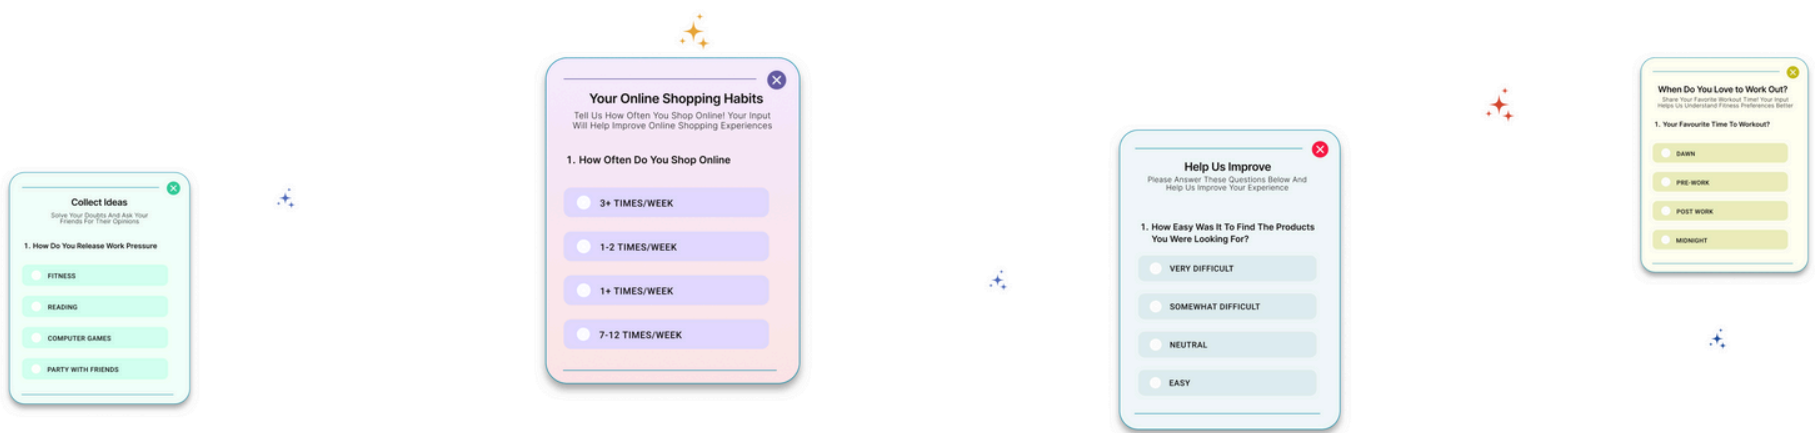 Collect Ideas
Solve Your Doubts And Ask Your
Friends For Their Opinions
1. How Do You Release Work Pressure
FITNESS
READING
COMPUTER GAMES
PARTY WITH FRIENDS
Your Online Shopping Habits
Tell Us How Often You Shop Online! Your Input
Will Help Improve Online Shopping Experiences
1. How Often Do You Shop Online
3+ TIMES/WEEK
1-2 TIMES/WEEK
1+ TIMES/WEEK
7-12 TIMES/WEEK
Help Us Improve
Please Answer These Questions Below And
Help Us Improve Your Experience
1. How Easy Was It To Find The Products
You Were Looking For?
VERY DIFFICULT
SOMEWHAT DIFFICULT
NEUTRAL
EASY
When Do You Love to Work Out?
Share Your Favorite Workout Time! Your Input
Helps Us Understand Fitness Preferences Better
1. Your Favourite Time To Workout?
DAWN
PRE-WORK
POST WORK
MIDNIGHT